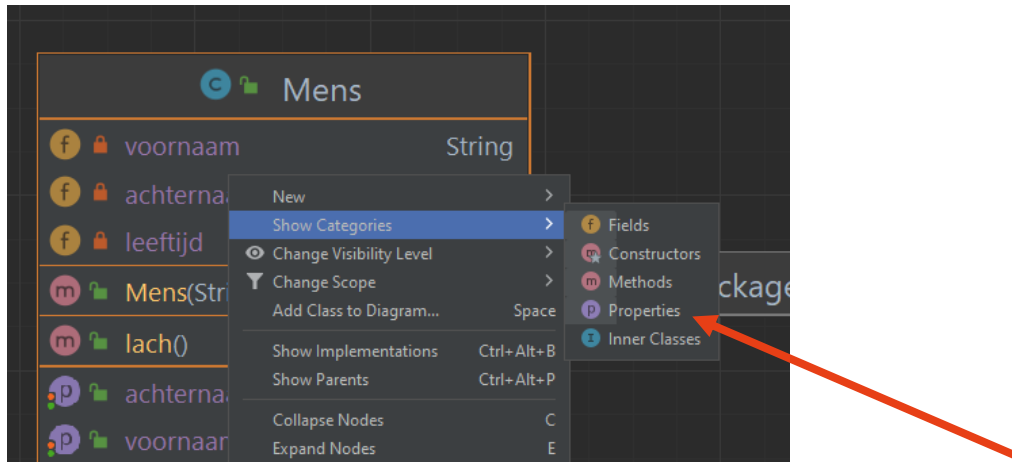 Mens
voornaam String
achterna
leeftijd
Mens(Stri
lach()
achterna
voornaar
New
Show Categories
Change Visibility Level
Change Scope
Add Class to Diagram... Space
Show Implementations Ctrl+Alt+B
Show Parents Ctrl+Alt+P
Collapse Nodes C
Expand Nodes E
Fields
Constructors
Methods
Properties
Inner Classes
ckage